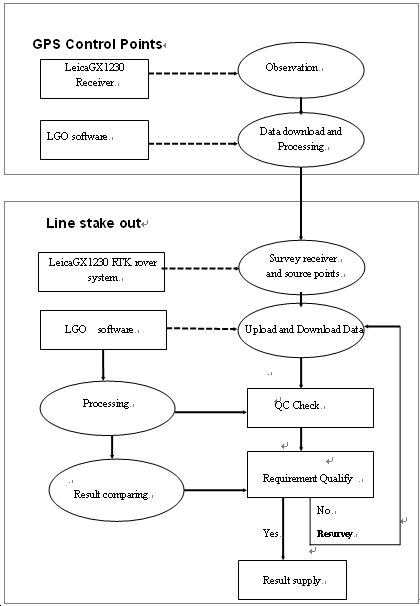 GPS Control Points
LeicaGX1230
Receiver.
Observation.
LGO software.
Data download and
Processing.
Line stake out
LeicaGX1230 RTK rover
system.
Survey receiver
and source points
LGO software.
Upload and Download Data
Processing.
QC Check
Result comparing.
Requirement Qualify
No.
Yes.
Resurvey.
Result supply.